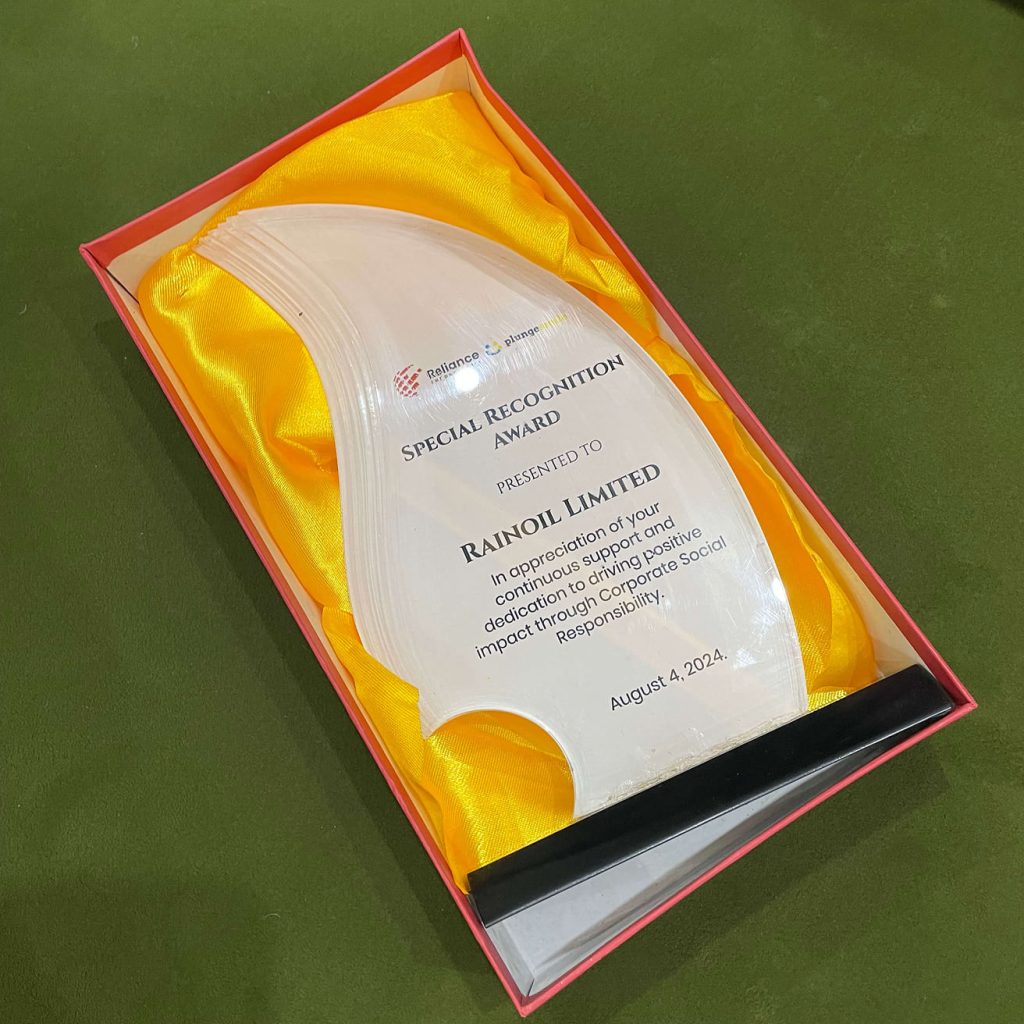 Reliance plunge
SPECIAL RECOGNITION
AWARD
PRESENTED TO
RAINOIL LIMITED
In appreciation of your
continuous support and
dedication to driving positive
impact through Corporate Social
Responsibility.
August 4, 2024.